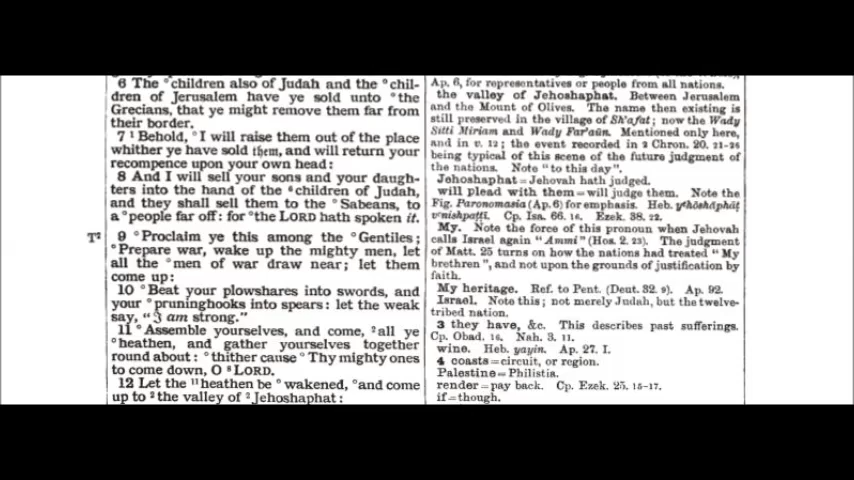 6 The °children also of Judah and the °chil-
dren of Jerusalem have ye sold unto °the
Grecians, that ye might remove them far from
their border.
7 ¹ Behold, °I will raise them out of the place
whither ye have sold them, and will return your
recompence upon your own head:
8 And I will sell your sons and your daugh-
ters into the hand of the ⁶children of Judah,
and they shall sell them to the °Sabeans, to
a °people far off: for °the LORD hath spoken it.
T² 9 °Proclaim ye this among the °Gentiles;
°Prepare war, wake up the mighty men, let
all the °men of war draw near; let them
come up:
10 °Beat your plowshares into swords, and
your °pruninghooks into spears: let the weak
say, “I am strong.”
11 °Assemble yourselves, and come, ²all ye
°heathen, and gather yourselves together
round about: °thither cause °Thy mighty ones
to come down, O ⁸LORD.
12 Let the ¹¹heathen be °wakened, °and come
up to ²the valley of ²Jehoshaphat:
Ap. 6, for representatives or people from all nations.
the valley of Jehoshaphat. Between Jerusalem
and the Mount of Olives. The name then existing is
still preserved in the village of Sh‘afat; now the Wady
Sitti Miriam and Wady Far‘aūn. Mentioned only here,
and in v. 12; the event recorded in 2 Chron. 20. 21-26
being typical of this scene of the future judgment of
the nations. Note “to this day”.
Jehoshaphat = Jehovah hath judged.
will plead with them = will judge them. Note the
Fig. Paronomasia (Ap. 6) for emphasis. Heb. yᵉhōshāphāṭ
vᵉnishpaṭtī. Cp. Isa. 66. 16. Ezek. 38. 22.
My. Note the force of this pronoun when Jehovah
calls Israel again “Ammi” (Hos. 2. 23). The judgment
of Matt. 25 turns on how the nations had treated “My
brethren”, and not upon the grounds of justification by
faith.
My heritage. Ref. to Pent. (Deut. 32. 9). Ap. 92.
Israel. Note this; not merely Judah, but the twelve-
tribed nation.
3 they have, &c. This describes past sufferings.
Cp. Obad. 16. Nah. 3. 11.
wine. Heb. yayin. Ap. 27. I.
4 coasts = circuit, or region.
Palestine = Philistia.
render = pay back. Cp. Ezek. 25. 15-17.
if = though.